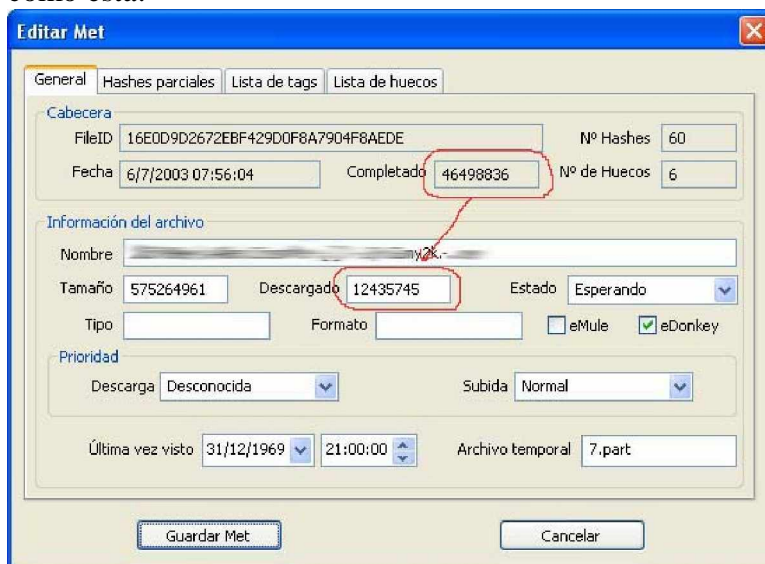 como está.
Editar Met
General Hashes parciales Lista de tags Lista de huecos
Cabecera
FileID 16E0D9D2672EBF429D0F8A7904F8AEDE Nº Hashes 60
Fecha 6/7/2003 07:56:04 Completado 46498836 Nº de Huecos 6
Información del archivo
Nombre ny2k.-
Tamaño 575264961 Descargado 12435745 Estado Esperando
Tipo Formato eMule eDonkey
Prioridad
Descarga Desconocida Subida Normal
Última vez visto 31/12/1969 21:00:00 Archivo temporal 7.part
Guardar Met Cancelar